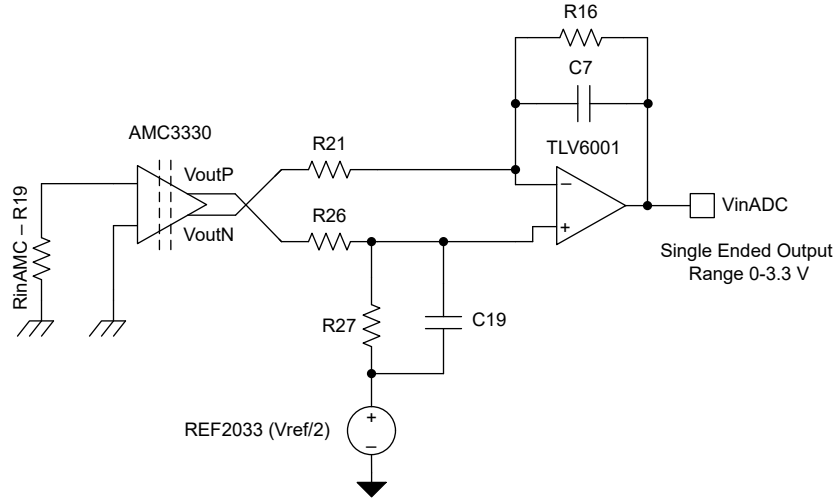 R16
C7
AMC3330
TLV6001
R21
VoutP
VoutN
R26
–
+
VinADC
Single Ended Output
Range 0-3.3 V
RinAMC – R19
R27
C19
REF2033 (Vref/2)
+
–